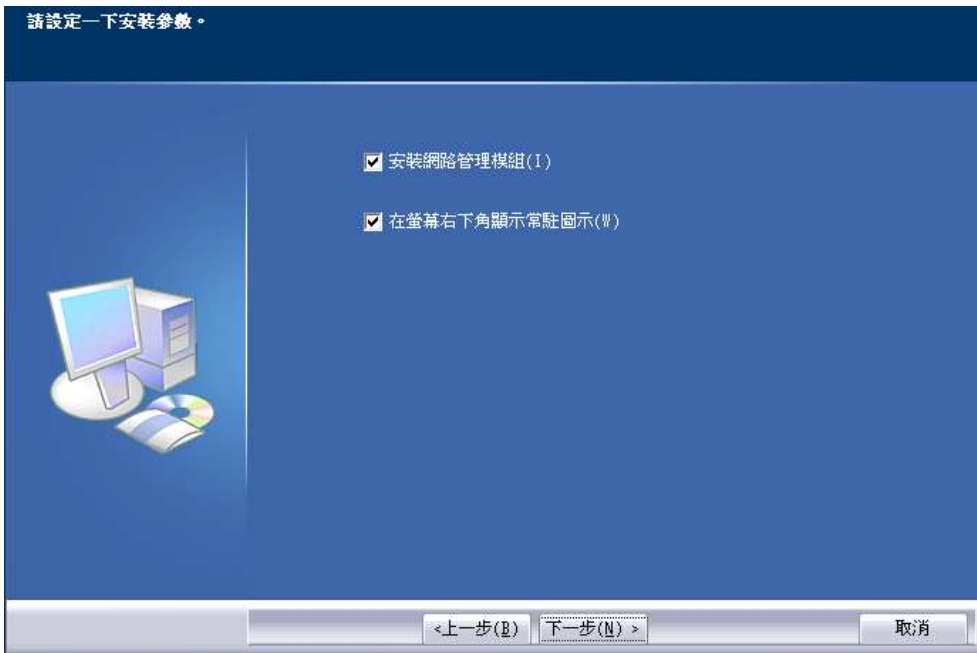 請設定一下安裝參數。
安裝網路管理模組(I)
在螢幕右下角顯示常駐圖示(W)
<上一步(B)
下一步(N) >
取消